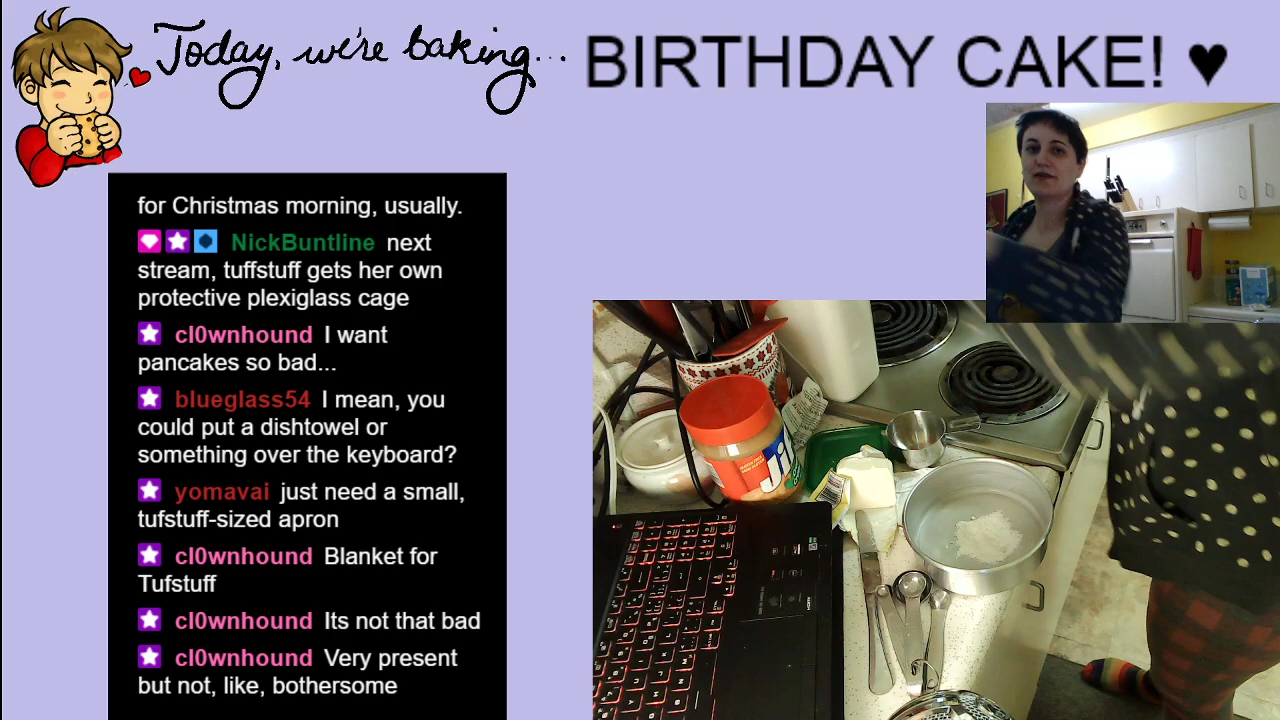 Today, we're baking... BIRTHDAY CAKE! ♥
for Christmas morning, usually.
NickBuntline next
stream, tuffstuff gets her own
protective plexiglass cage
cl0wnhound I want
pancakes so bad...
blueglass54 I mean, you
could put a dishtowel or
something over the keyboard?
yomavai just need a small,
tufstuff-sized apron
cl0wnhound Blanket for
Tufstuff
cl0wnhound Its not that bad
cl0wnhound Very present
but not, like, bothersome